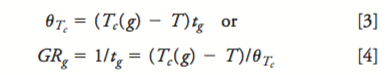 θ_{T_c} = (T_c(g) − T)t_g or [3]
GR_g = 1/t_g = (T_c(g) − T)/θ_{T_c} [4]